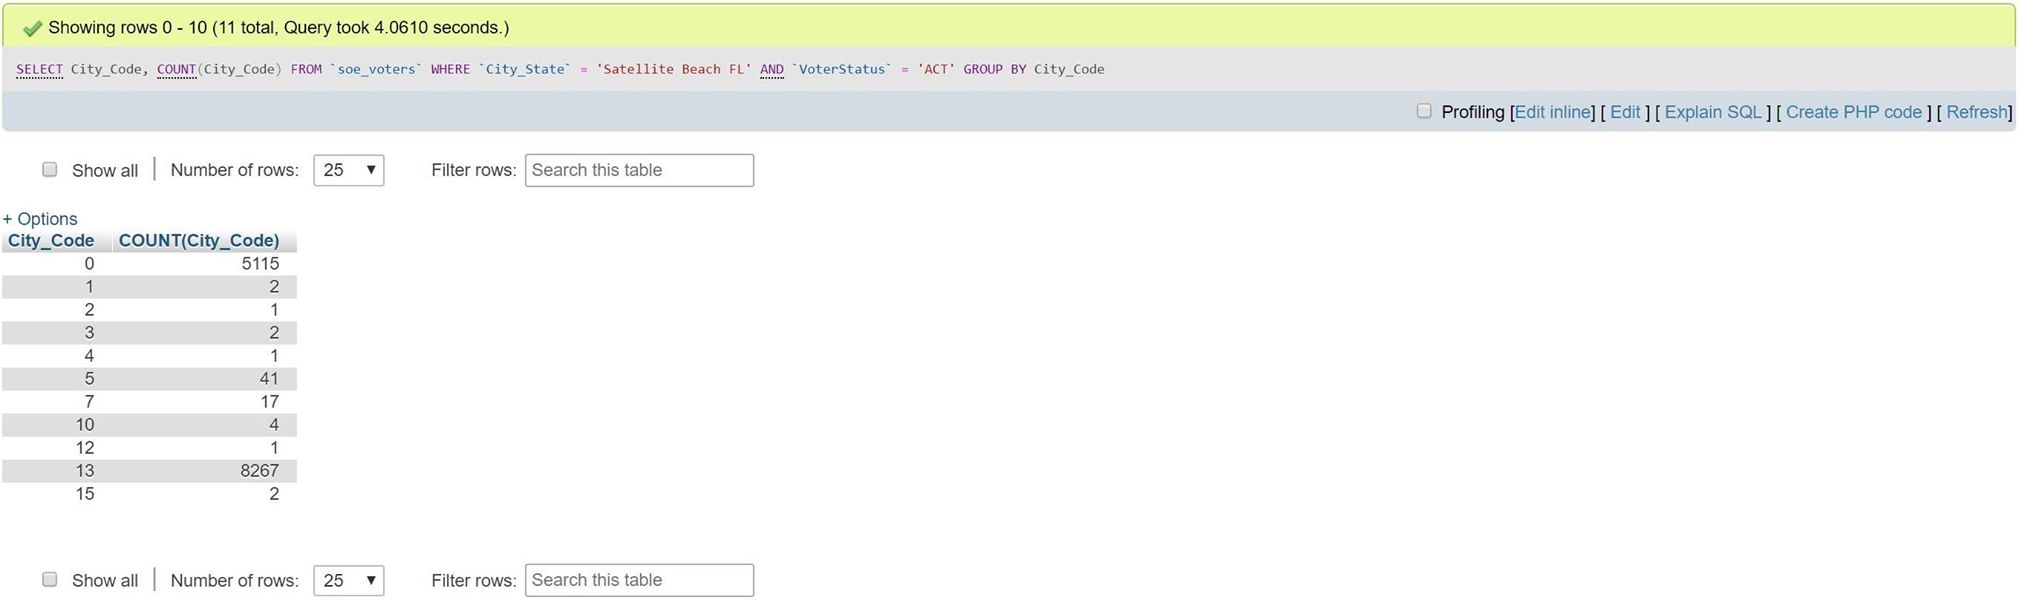 Showing rows 0 - 10 (11 total, Query took 4.0610 seconds.)
SELECT City_Code, COUNT(City_Code) FROM `soe_voters` WHERE `City_State` = 'Satellite Beach FL' AND `VoterStatus` = 'ACT' GROUP BY City_Code
Profiling [Edit inline] [ Edit ] [ Explain SQL ] [ Create PHP code ] [ Refresh]
Show all | Number of rows: 25 ▼ Filter rows: Search this table
+ Options
City_Code COUNT(City_Code)
0 5115
1 2
2 1
3 2
4 1
5 41
7 17
10 4
12 1
13 8267
15 2
Show all | Number of rows: 25 ▼ Filter rows: Search this table